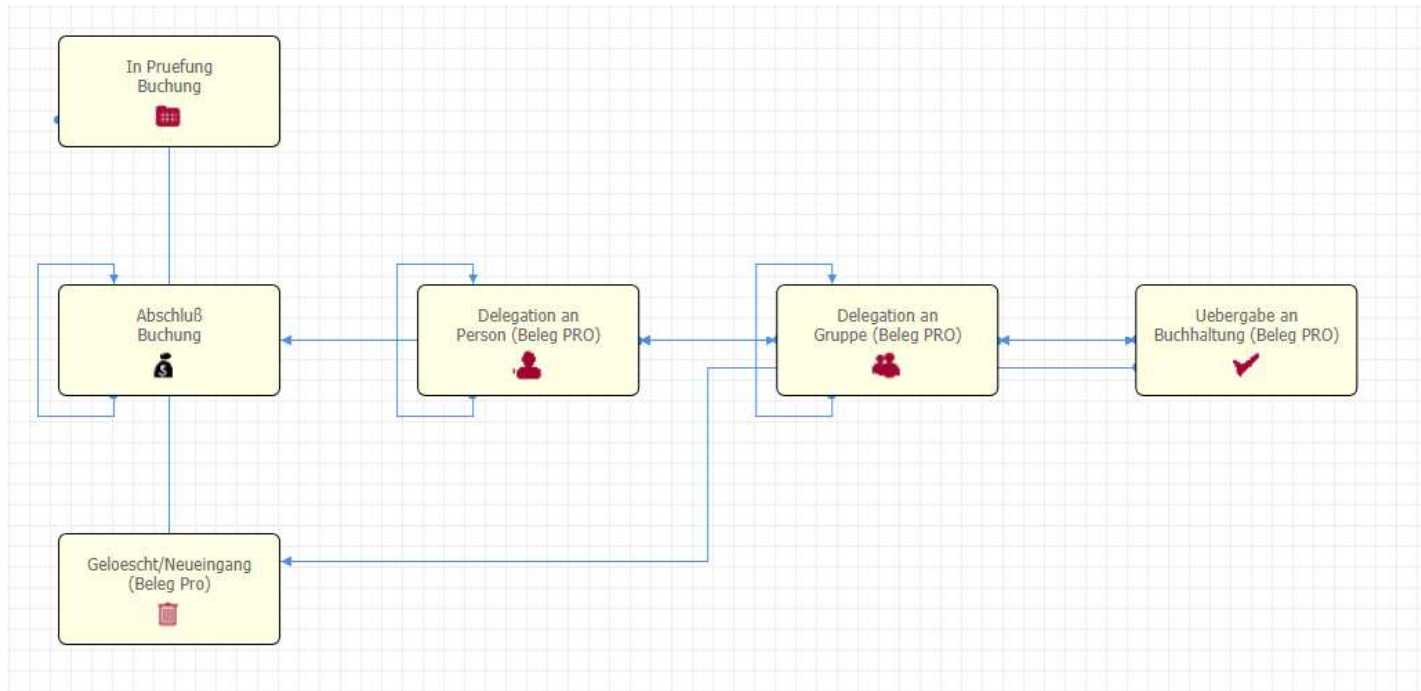 In Pruefung
Buchung
Abschluß
Buchung
Delegation an
Person (Beleg PRO)
Delegation an
Gruppe (Beleg PRO)
Uebergabe an
Buchhaltung (Beleg PRO)
Geloescht/Neueingang
(Beleg Pro)